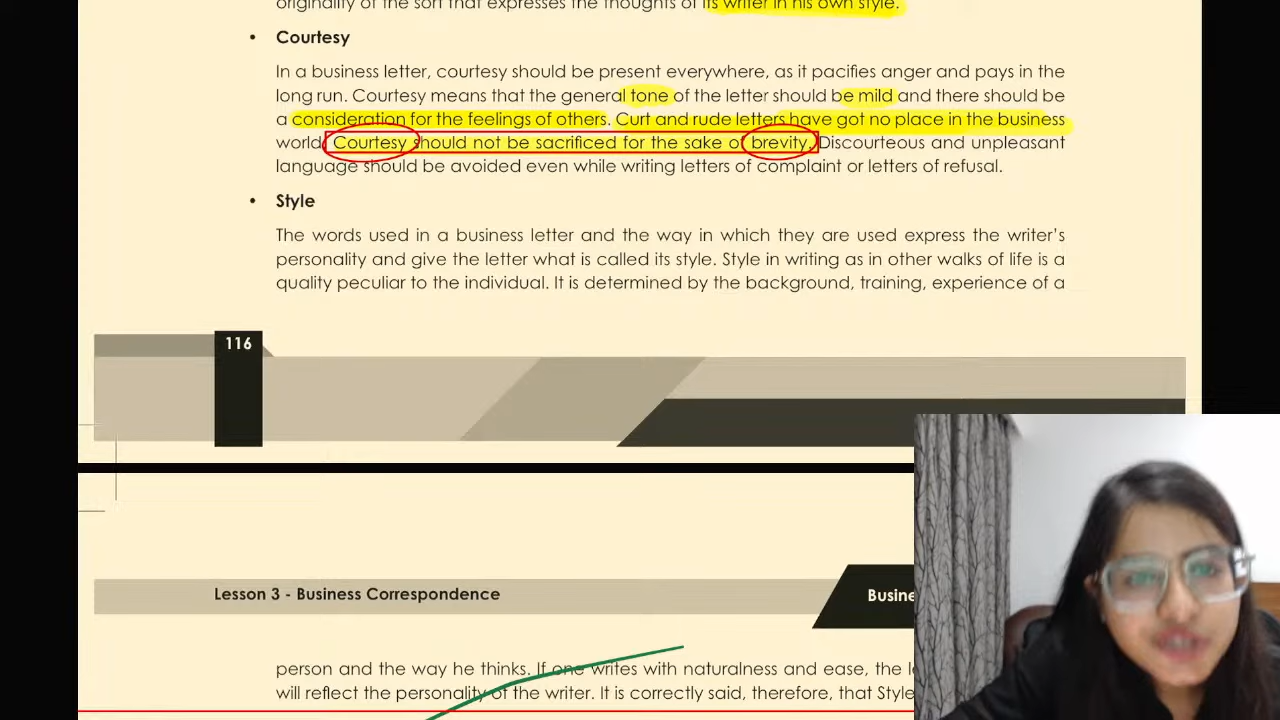 originality of the sort that expresses the thoughts of its writer in his own style.
• Courtesy
In a business letter, courtesy should be present everywhere, as it pacifies anger and pays in the
long run. Courtesy means that the general tone of the letter should be mild and there should be
a consideration for the feelings of others. Curt and rude letters have got no place in the business
world. Courtesy should not be sacrificed for the sake of brevity. Discourteous and unpleasant
language should be avoided even while writing letters of complaint or letters of refusal.
• Style
The words used in a business letter and the way in which they are used express the writer's
personality and give the letter what is called its style. Style in writing as in other walks of life is a
quality peculiar to the individual. It is determined by the background, training, experience of a
116
Lesson 3 - Business Correspondence
Busine
person and the way he thinks. If one writes with naturalness and ease, the
will reflect the personality of the writer. It is correctly said, therefore, that Style